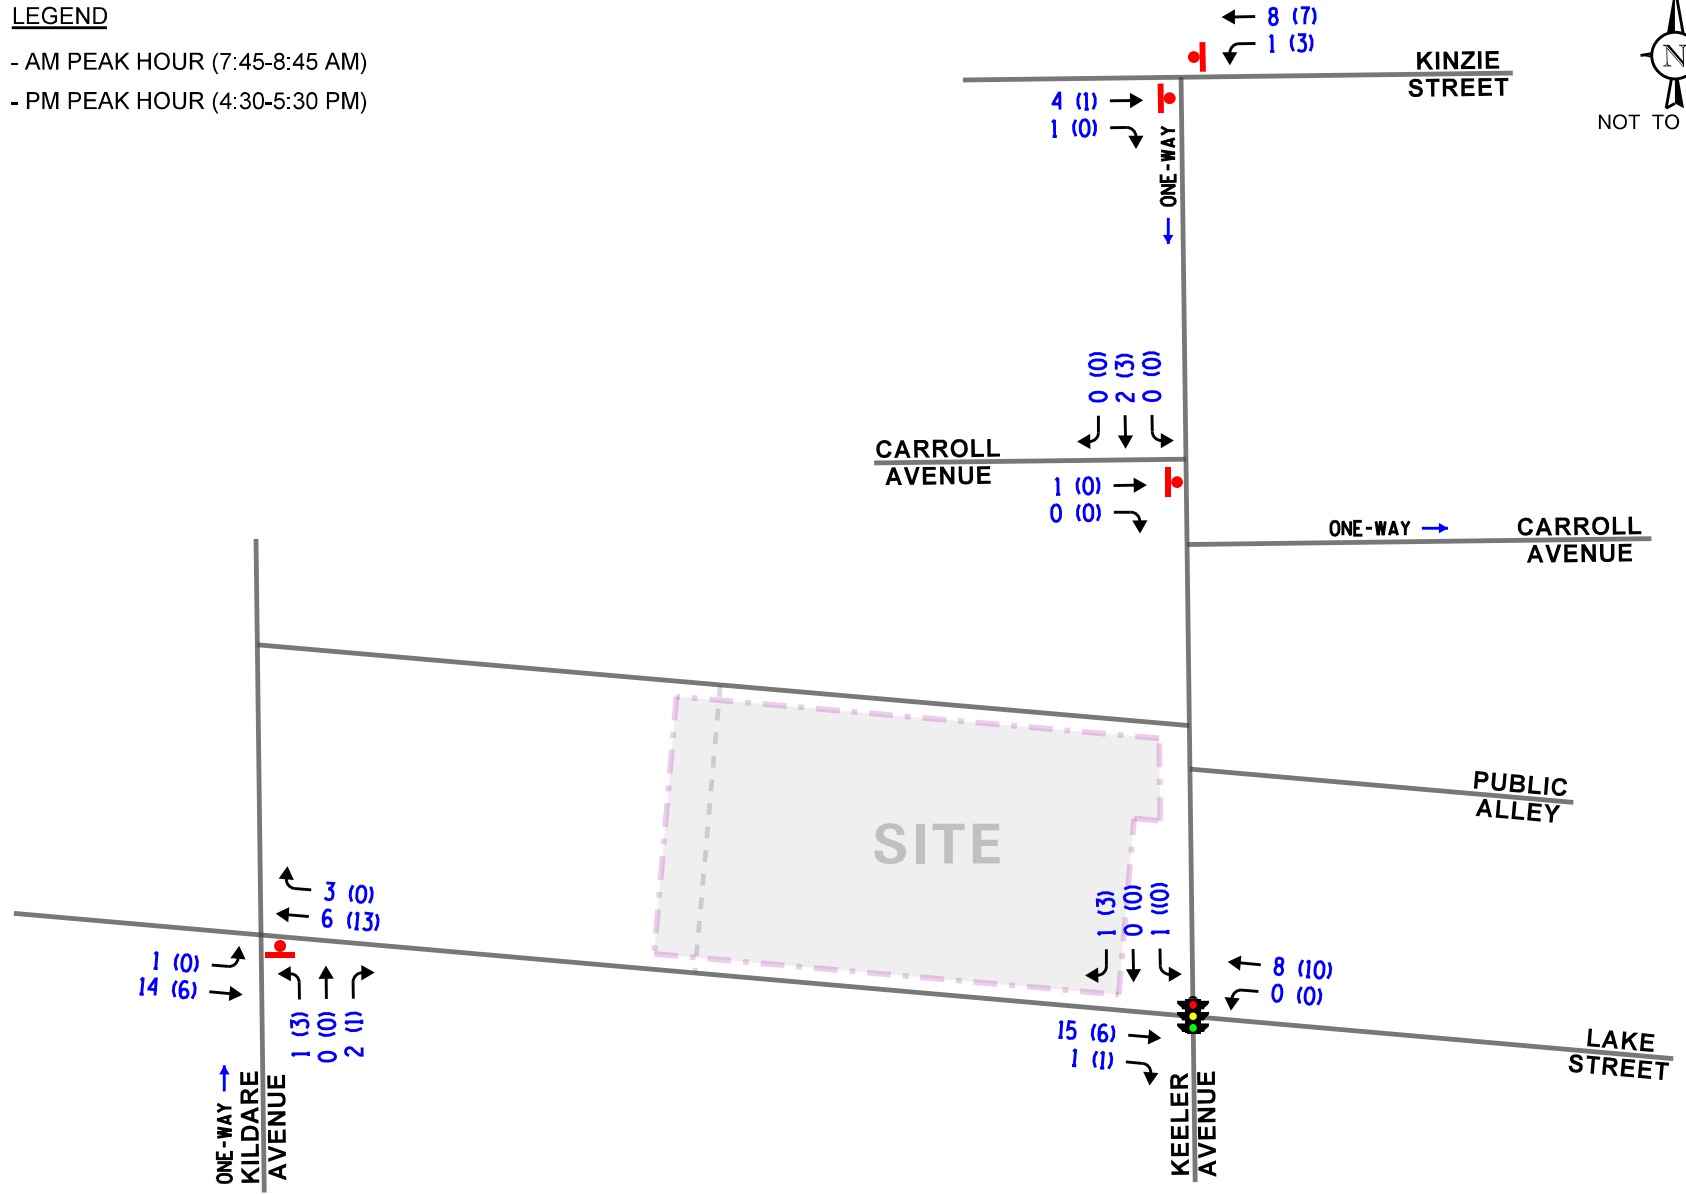 LEGEND
- AM PEAK HOUR (7:45-8:45 AM)
- PM PEAK HOUR (4:30-5:30 PM)
8 (7)
1 (3)
KINZIE
STREET
N
NOT TO
4 (1)
1 (0)
ONE-WAY
0 (0)
2 (3)
0 (0)
CARROLL
AVENUE
1 (0)
0 (0)
ONE-WAY
CARROLL
AVENUE
PUBLIC
ALLEY
SITE
3 (0)
6 (13)
1 (0)
14 (6)
1 (3)
0 (0)
2 (1)
ONE-WAY
KILDARE
AVENUE
1 (3)
0 (0)
1 ((0)
8 (10)
0 (0)
15 (6)
1 (1)
LAKE
STREET
KEELER
AVENUE